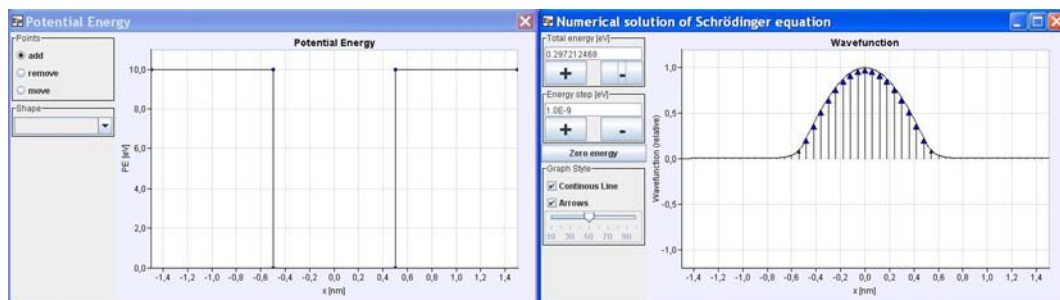 Potential Energy
Points
add
remove
move
Shape
Potential Energy
10,0
8,0
6,0
4,0
2,0
0,0
PE [eV]
-1,4 -1,2 -1,0 -0,8 -0,6 -0,4 -0,2 0,0 0,2 0,4 0,6 0,8 1,0 1,2 1,4
x [nm]
Numerical solution of Schrödinger equation
Total energy [eV]
0.297212468
+ -
Energy step [eV]
1.0E-9
+ -
Zero energy
Graph Style
Continous Line
Arrows
10 30 50 70 90
Wavefunction
1,0
0,5
0,0
-0,5
-1,0
Wavefunction (relative)
-1,4 -1,2 -1,0 -0,8 -0,6 -0,4 -0,2 0,0 0,2 0,4 0,6 0,8 1,0 1,2 1,4
x [nm]